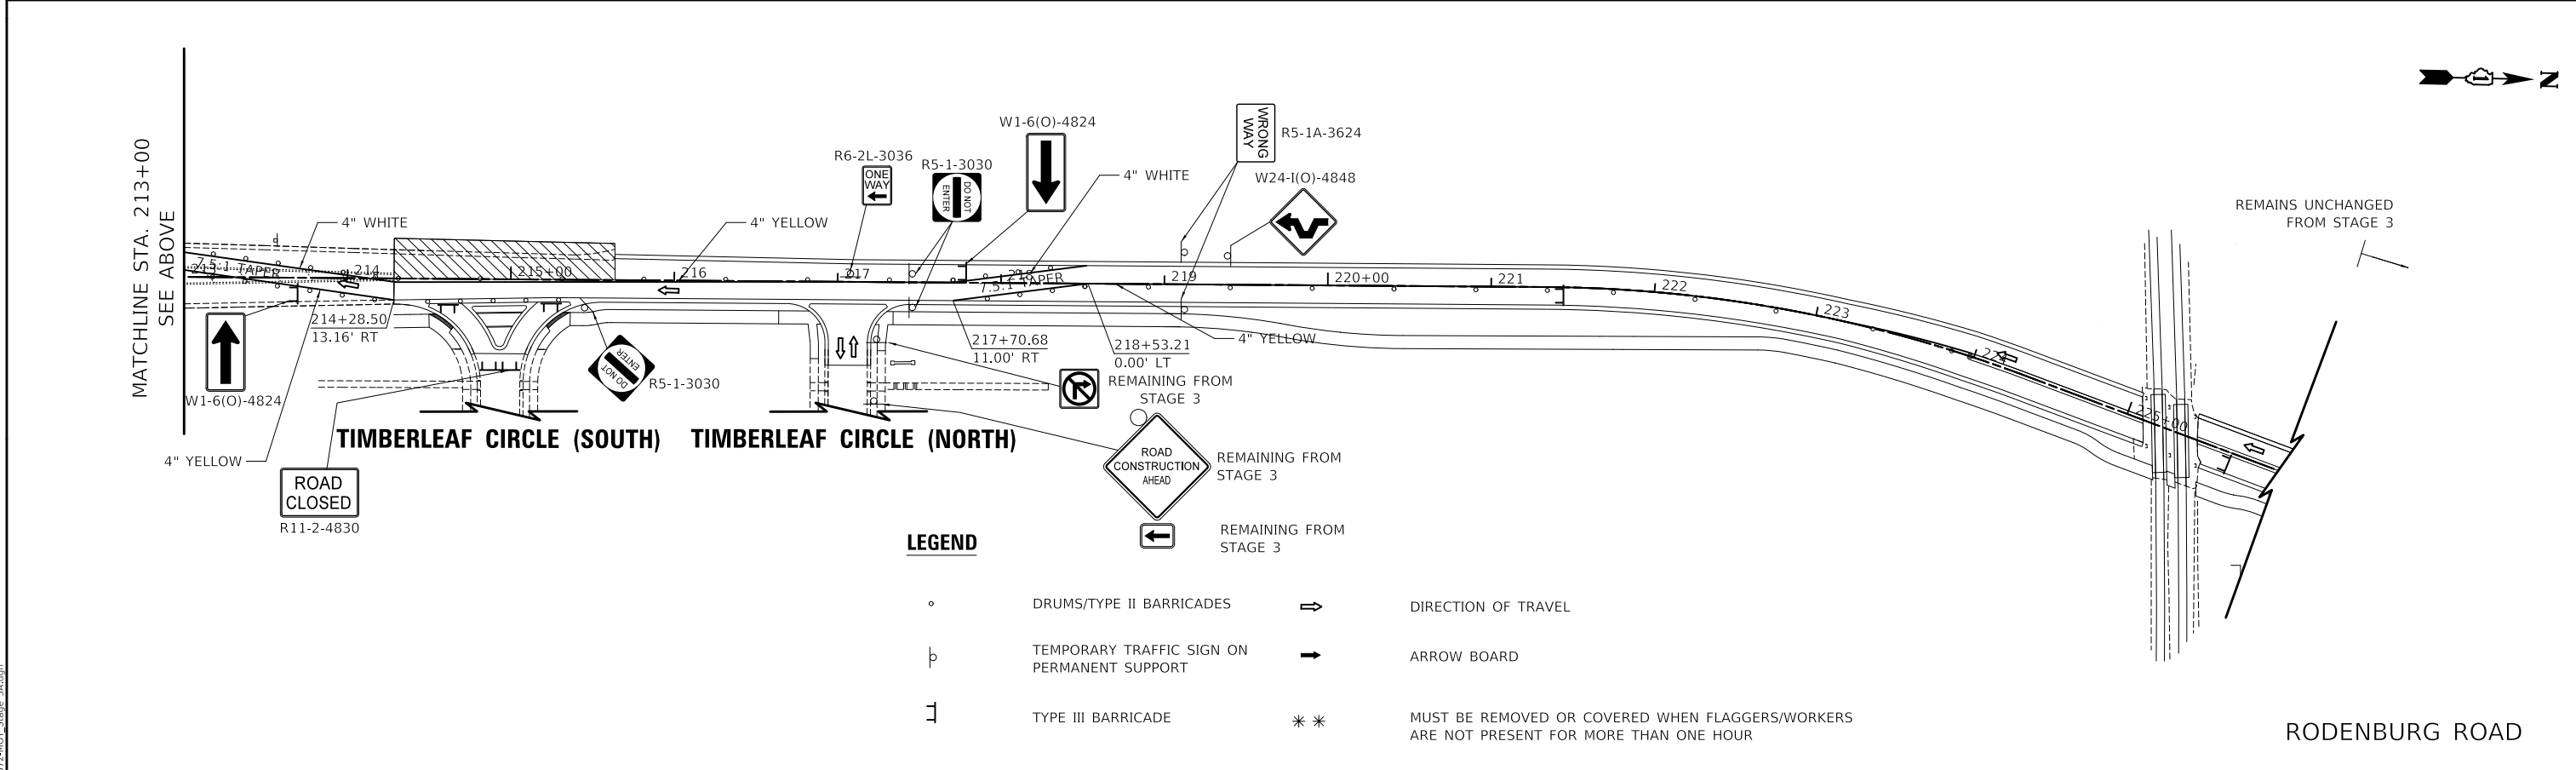 MATCHLINE STA. 213+00
SEE ABOVE
4" WHITE
7.5:1 TAPER
214
215+00
4" YELLOW
216
R6-2L-3036
ONE
WAY
217
R5-1-3030
DO NOT
ENTER
W1-6(O)-4824
4" WHITE
7.5:1 TAPER
WRONG
WAY
R5-1A-3624
W24-I(O)-4848
219
220+00
221
222
223
225+00
REMAINS UNCHANGED
FROM STAGE 3
N
214+28.50
13.16' RT
W1-6(O)-4824
4" YELLOW
DO NOT
ENTER
R5-1-3030
217+70.68
11.00' RT
218+53.21
0.00' LT
4" YELLOW
REMAINING FROM
STAGE 3
TIMBERLEAF CIRCLE (SOUTH)
TIMBERLEAF CIRCLE (NORTH)
ROAD
CLOSED
R11-2-4830
ROAD
CONSTRUCTION
AHEAD
REMAINING FROM
STAGE 3
REMAINING FROM
STAGE 3
LEGEND
DRUMS/TYPE II BARRICADES
DIRECTION OF TRAVEL
TEMPORARY TRAFFIC SIGN ON
PERMANENT SUPPORT
ARROW BOARD
TYPE III BARRICADE
** MUST BE REMOVED OR COVERED WHEN FLAGGERS/WORKERS
ARE NOT PRESENT FOR MORE THAN ONE HOUR
RODENBURG ROAD